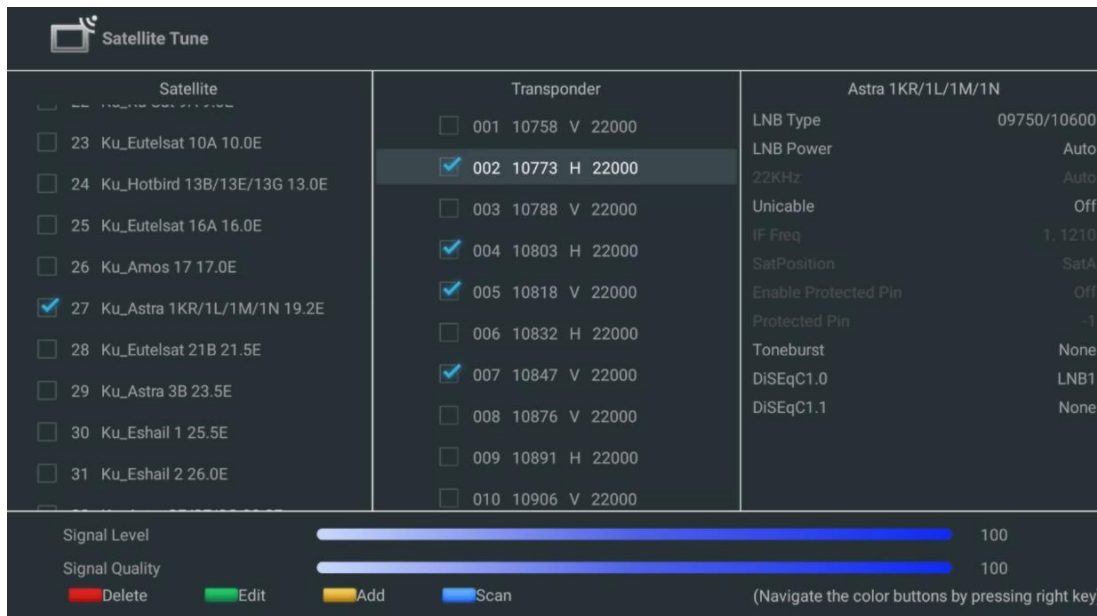 Satellite Tune
Satellite
23 Ku_Eutelsat 10A 10.0E
24 Ku_Hotbird 13B/13E/13G 13.0E
25 Ku_Eutelsat 16A 16.0E
26 Ku_Amos 17 17.0E
27 Ku_Astra 1KR/1L/1M/1N 19.2E
28 Ku_Eutelsat 21B 21.5E
29 Ku_Astra 3B 23.5E
30 Ku_Eshail 1 25.5E
31 Ku_Eshail 2 26.0E
Transponder
001 10758 V 22000
002 10773 H 22000
003 10788 V 22000
004 10803 H 22000
005 10818 V 22000
006 10832 H 22000
007 10847 V 22000
008 10876 V 22000
009 10891 H 22000
010 10906 V 22000
Astra 1KR/1L/1M/1N
LNB Type 09750/10600
LNB Power Auto
22KHz Auto
Unicable Off
IF Freq 1. 1210
SatPosition SatA
Enable Protected Pin Off
Protected Pin -1
Toneburst None
DiSEqC1.0 LNB1
DiSEqC1.1 None
Signal Level 100
Signal Quality 100
Delete Edit Add Scan (Navigate the color buttons by pressing right key